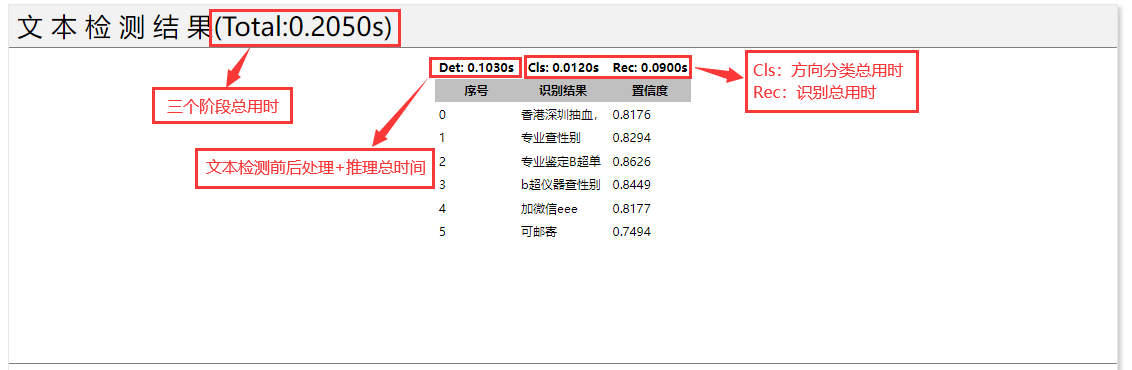 文本检测结果(Total:0.2050s)
三个阶段总用时
Det: 0.1030s Cls: 0.0120s Rec: 0.0900s
Cls：方向分类总用时
Rec：识别总用时
文本检测前后处理+推理总时间
序号 识别结果 置信度
0 香港深圳抽血， 0.8176
1 专业查性别 0.8294
2 专业鉴定B超单 0.8626
3 b超仪器查性别 0.8449
4 加微信eee 0.8177
5 可邮寄 0.7494